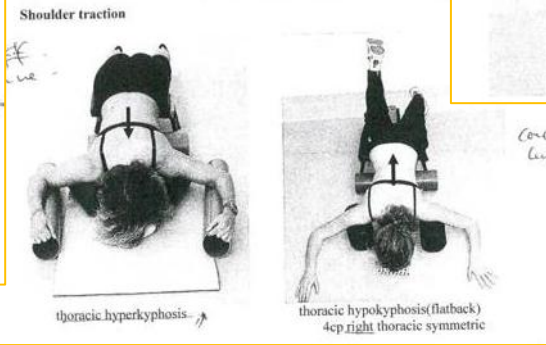 Shoulder traction
thoracic hyperkyphosis
thoracic hypokyphosis(flatback)
4cp right thoracic symmetric